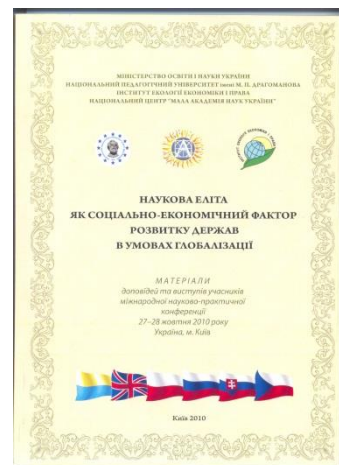 МІНІСТЕРСТВО ОСВІТИ І НАУКИ УКРАЇНИ
НАЦІОНАЛЬНИЙ ПЕДАГОГІЧНИЙ УНІВЕРСИТЕТ імені М. П. ДРАГОМАНОВА
ІНСТИТУТ ЕКОЛОГІЇ ЕКОНОМІКИ І ПРАВА
НАЦІОНАЛЬНИЙ ЦЕНТР "МАЛА АКАДЕМІЯ НАУК УКРАЇНИ"
НАУКОВА ЕЛІТА
ЯК СОЦІАЛЬНО-ЕКОНОМІЧНИЙ ФАКТОР
РОЗВИТКУ ДЕРЖАВ
В УМОВАХ ГЛОБАЛІЗАЦІЇ
МАТЕРІАЛИ
доповідей та виступів учасників
міжнародної науково-практичної
конференції
27–28 жовтня 2010 року
Україна, м. Київ
Київ 2010